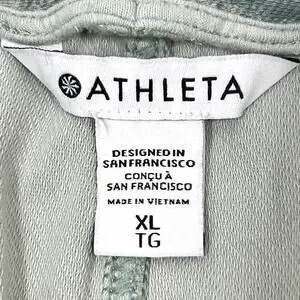 ATHLETA
DESIGNED IN
SAN FRANCISCO
CONÇU À
SAN FRANCISCO
MADE IN VIETNAM
XL
TG